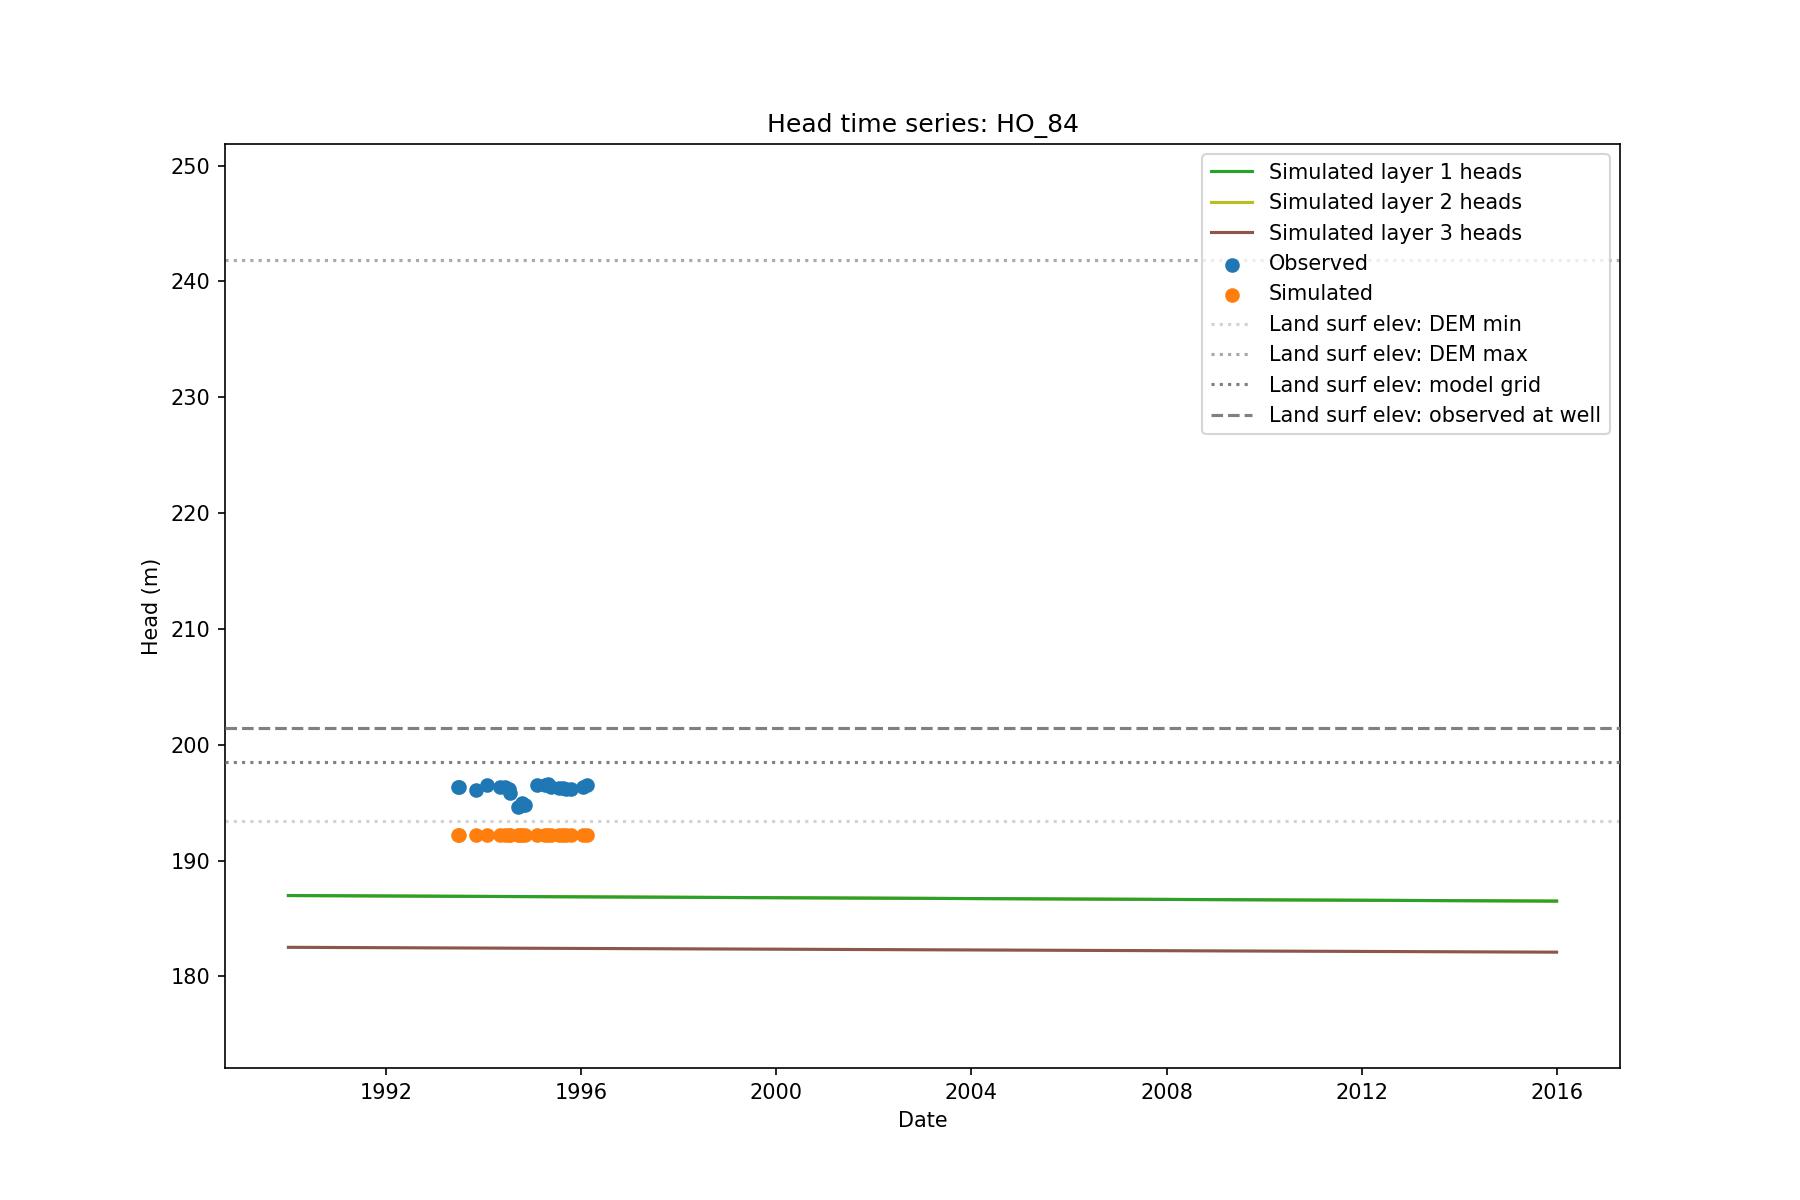 Head time series: HO_84
250
240
230
220
210
200
190
180
Head (m)
Simulated layer 1 heads
Simulated layer 2 heads
Simulated layer 3 heads
Observed
Simulated
Land surf elev: DEM min
Land surf elev: DEM max
Land surf elev: model grid
Land surf elev: observed at well
1992 1996 2000 2004 2008 2012 2016
Date